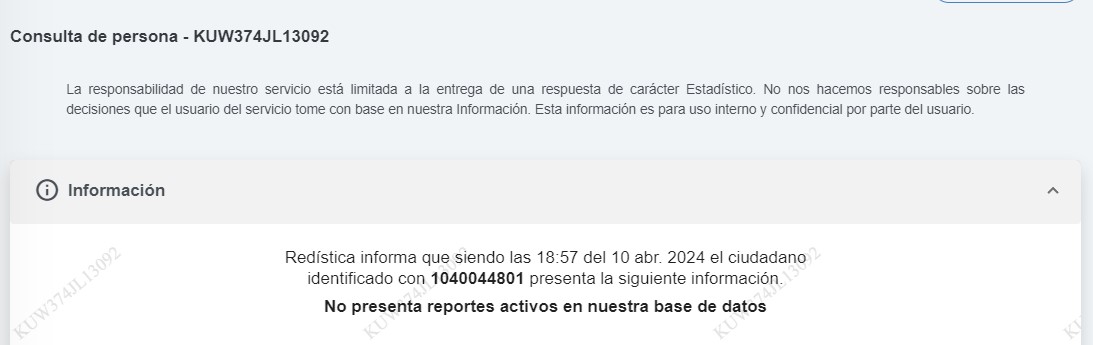 Consulta de persona - KUW374JL13092
La responsabilidad de nuestro servicio está limitada a la entrega de una respuesta de carácter Estadístico. No nos hacemos responsables sobre las
decisiones que el usuario del servicio tome con base en nuestra Información. Esta información es para uso interno y confidencial por parte del usuario.
Información
Redística informa que siendo las 18:57 del 10 abr. 2024 el ciudadano
identificado con 1040044801 presenta la siguiente información.
No presenta reportes activos en nuestra base de datos
KUW374JL13092
KUW374JL13092
KUW374JL13092
KU